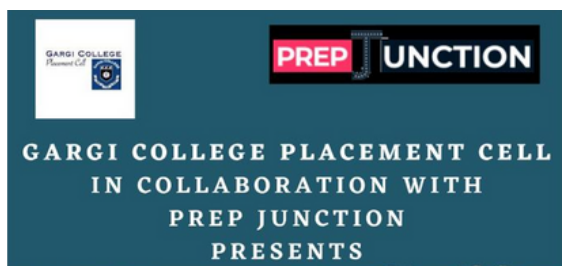 GARGI COLLEGE
Placement Cell
PREP JUNCTION
GARGI COLLEGE PLACEMENT CELL
IN COLLABORATION WITH
PREP JUNCTION
PRESENTS